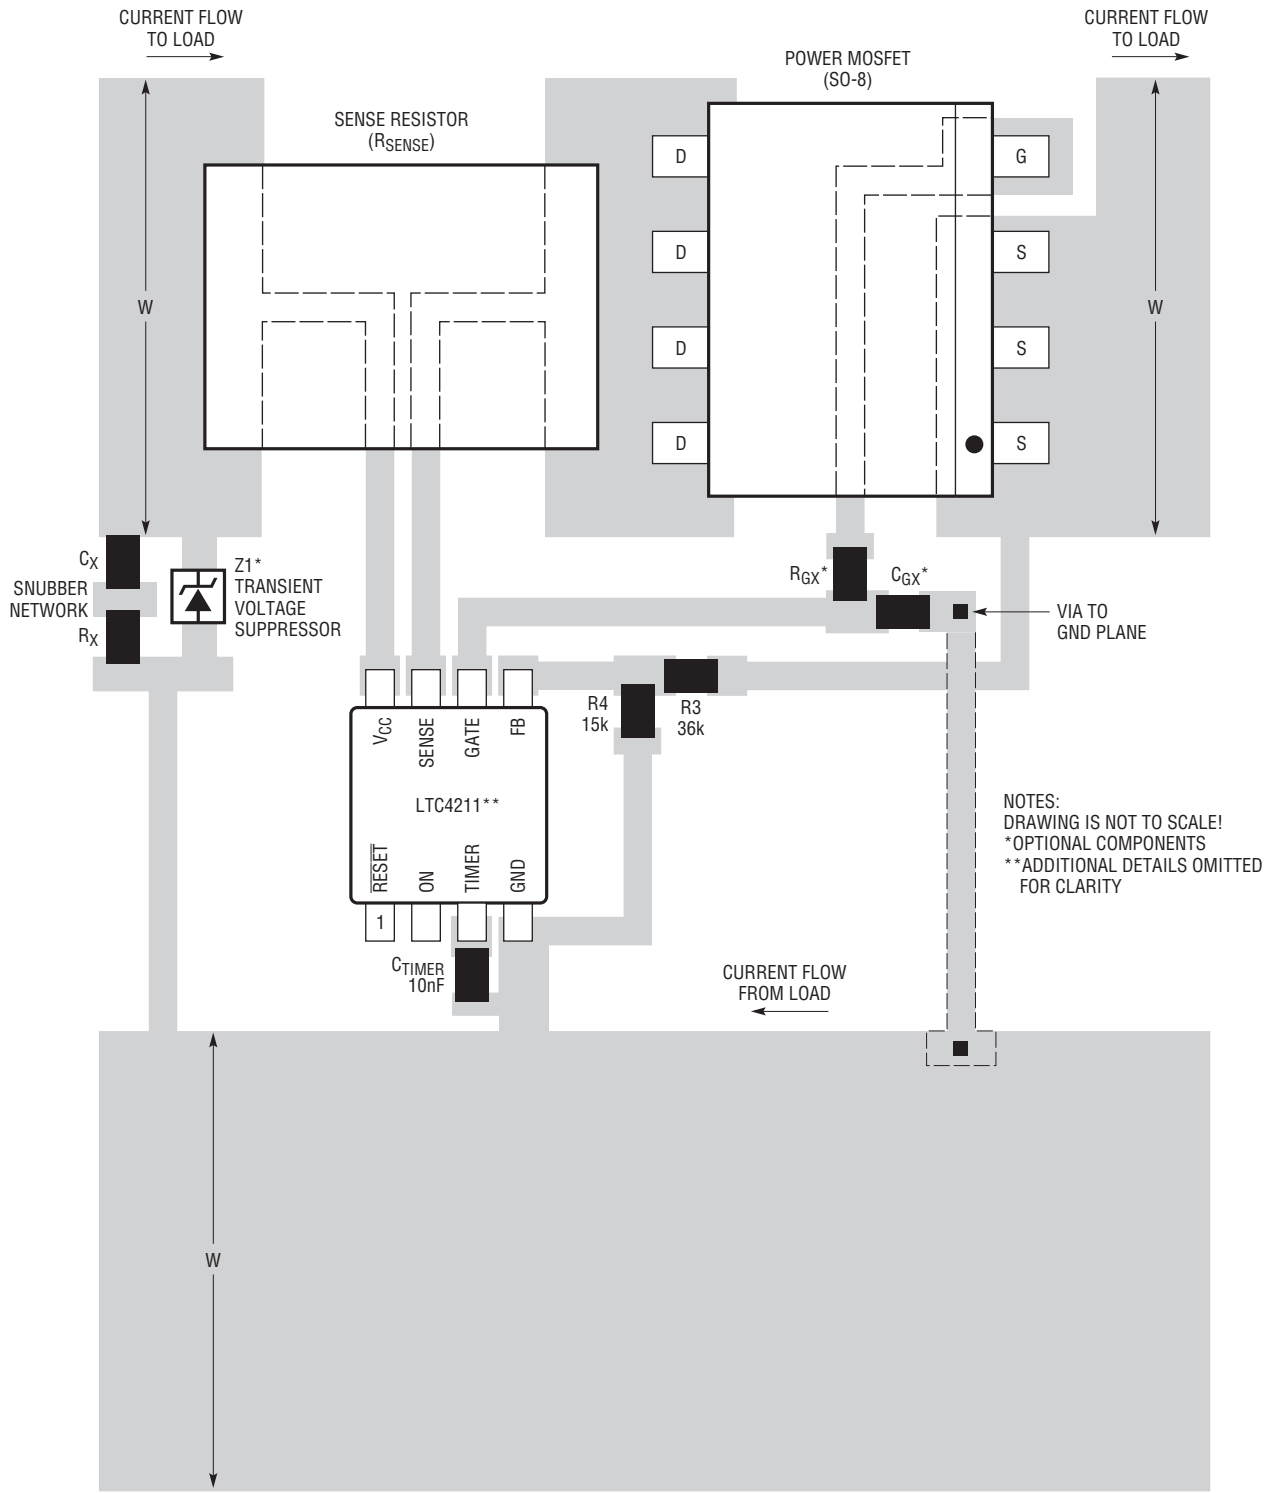 CURRENT FLOW
TO LOAD
CURRENT FLOW
TO LOAD
POWER MOSFET
(SO-8)
SENSE RESISTOR
(RSENSE)
D
G
D
S
D
S
D
S
W
W
CX
SNUBBER
NETWORK
RX
Z1*
TRANSIENT
VOLTAGE
SUPPRESSOR
RGX*
CGX*
VIA TO
GND PLANE
R4
15k
R3
36k
VCC
SENSE
GATE
FB
LTC4211**
RESET
ON
TIMER
GND
1
CTIMER
10nF
NOTES:
DRAWING IS NOT TO SCALE!
*OPTIONAL COMPONENTS
**ADDITIONAL DETAILS OMITTED
FOR CLARITY
CURRENT FLOW
FROM LOAD
W